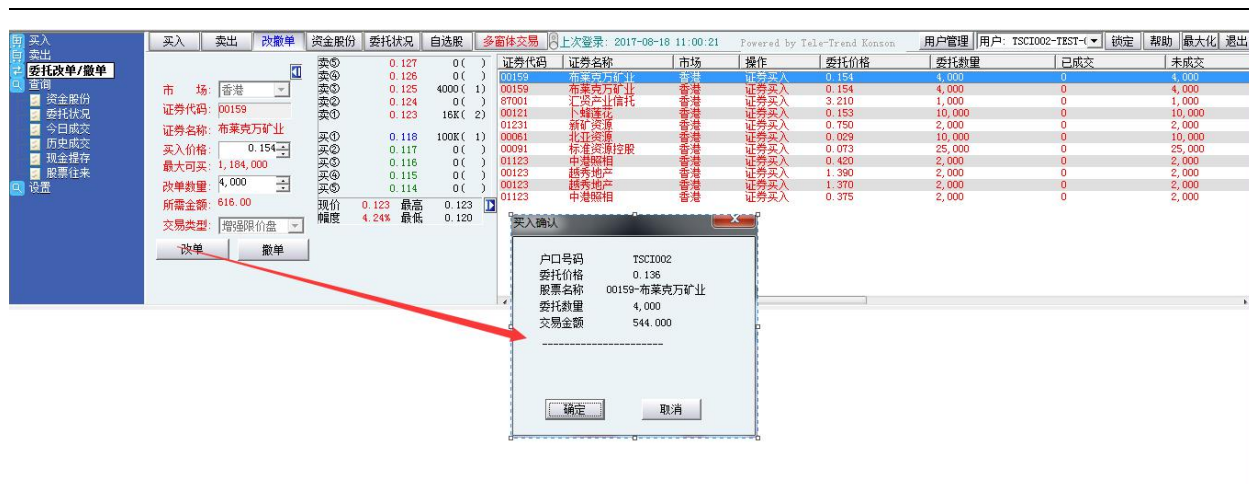 买入
卖出
委托改单/撤单
查询
资金股份
委托状况
今日成交
历史成交
现金提存
股票往来
设置
买入 卖出 改撤单 资金股份 委托状况 自选股 多窗体交易 上次登录: 2017-08-18 11:00:21 Powered by Tele-Trend Konson 用户管理 用户: TSCI002-TEST-( 锁定 帮助 最大化 退出
市 场: 香港
证券代码: 00159
证券名称: 布莱克万矿业
买入价格: 0.154
最大可买: 1,184,000
改单数量: 4,000
所需金额: 616.00
交易类型: 增强限价盘
改单 撤单
卖⑤ 0.127 0( )
卖④ 0.126 0( )
卖③ 0.125 4000( 1)
卖② 0.124 0( )
卖① 0.123 16K( 2)
买① 0.118 100K( 1)
买② 0.117 0( )
买③ 0.116 0( )
买④ 0.115 0( )
买⑤ 0.114 0( )
现价 0.123 最高 0.123
幅度 4.24% 最低 0.120
证券代码 证券名称 市场 操作 委托价格 委托数量 已成交 未成交
00159 布莱克万矿业 香港 证券买入 0.154 4,000 0 4,000
00159 布莱克万矿业 香港 证券买入 0.154 4,000 0 4,000
87001 汇贤产业信托 香港 证券买入 3.210 1,000 0 1,000
00121 卜蜂莲花 香港 证券买入 0.153 10,000 0 10,000
01231 新矿资源 香港 证券买入 0.750 2,000 0 2,000
00061 北亚资源 香港 证券买入 0.029 10,000 0 10,000
00091 标准资源控股 香港 证券买入 0.073 25,000 0 25,000
01123 中港照相 香港 证券买入 0.420 2,000 0 2,000
00123 越秀地产 香港 证券买入 1.390 2,000 0 2,000
00123 越秀地产 香港 证券买入 1.370 2,000 0 2,000
01123 中港照相 香港 证券买入 0.375 2,000 0 2,000
买入确认
户口号码 TSCI002
委托价格 0.136
股票名称 00159-布莱克万矿业
委托数量 4,000
交易金额 544.000
-----------------------
确定 取消